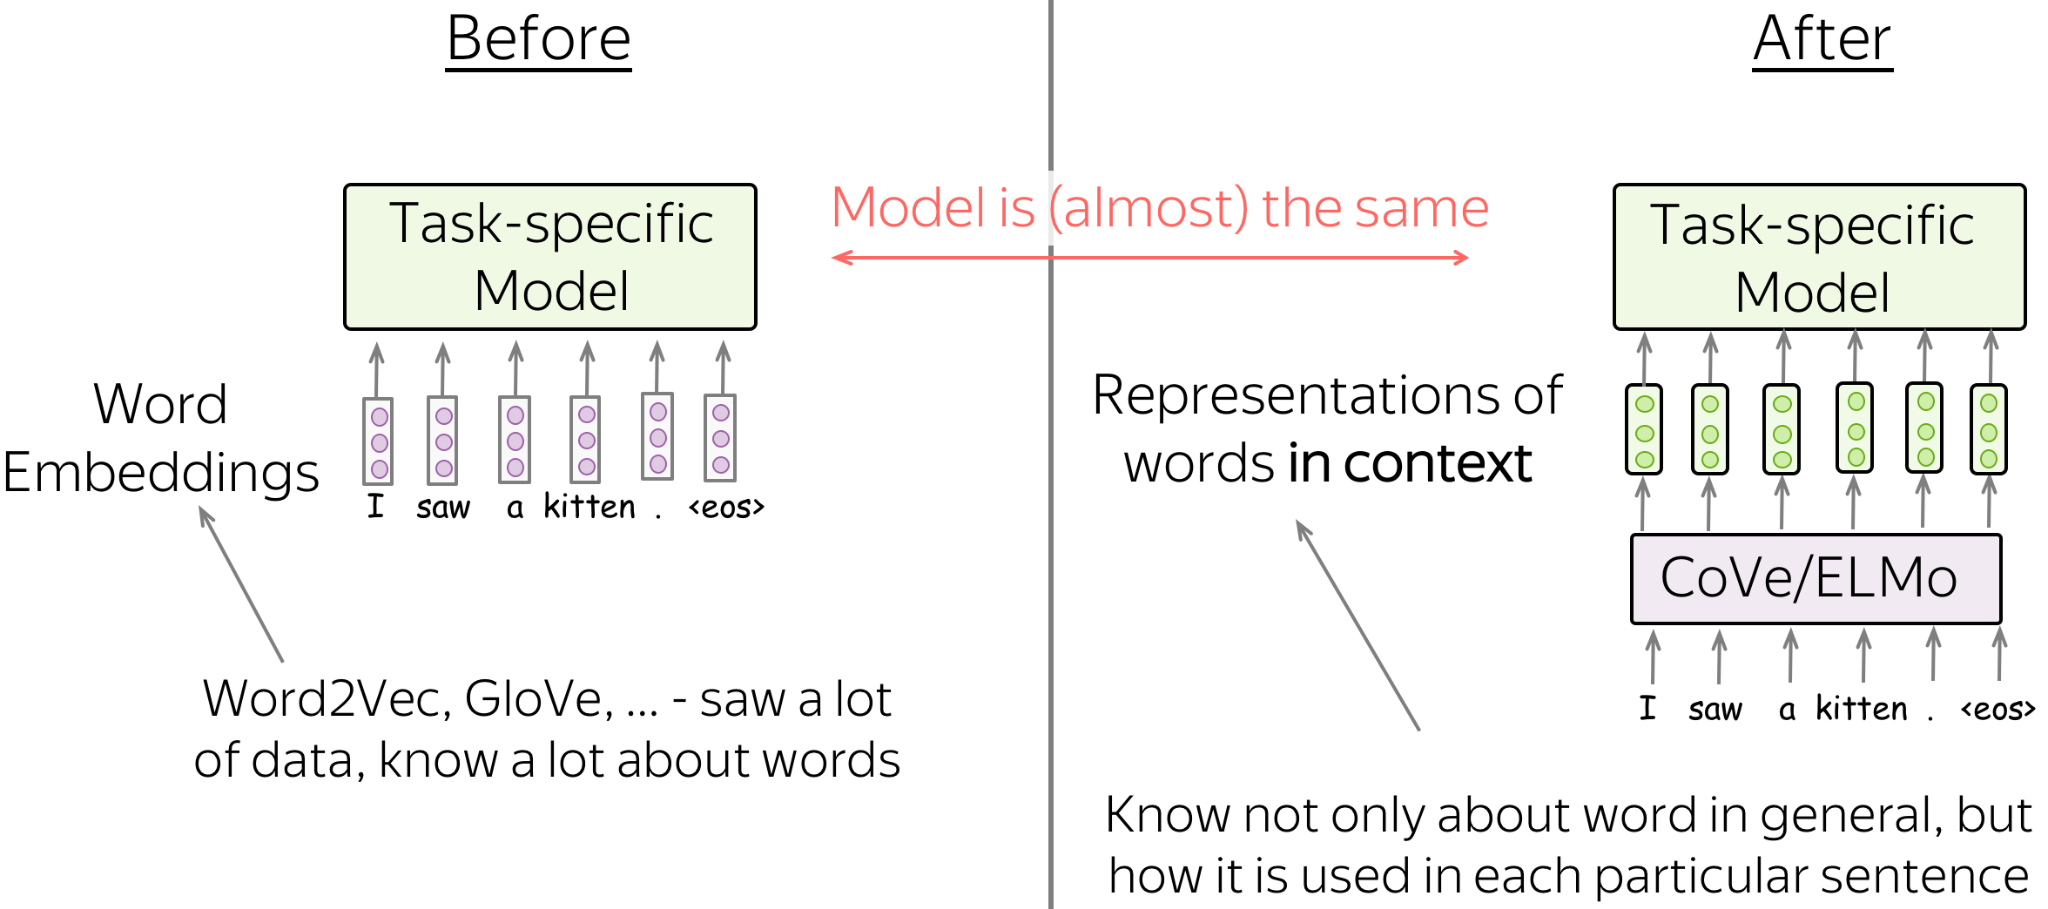 Before
Task-specific
Model
Word
Embeddings
I saw a kitten . <eos>
Word2Vec, GloVe, ... - saw a lot
of data, know a lot about words
Model is (almost) the same
After
Task-specific
Model
Representations of
words in context
CoVe/ELMo
I saw a kitten . <eos>
Know not only about word in general, but
how it is used in each particular sentence